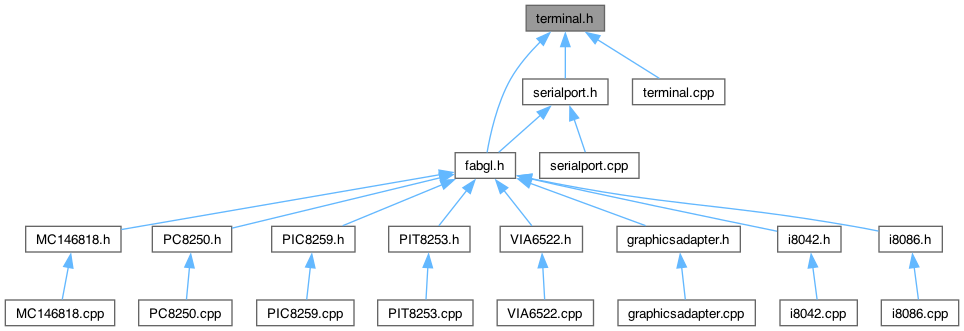 terminal.h
serialport.h
terminal.cpp
fabgl.h
serialport.cpp
MC146818.h
PC8250.h
PIC8259.h
PIT8253.h
VIA6522.h
graphicsadapter.h
i8042.h
i8086.h
MC146818.cpp
PC8250.cpp
PIC8259.cpp
PIT8253.cpp
VIA6522.cpp
graphicsadapter.cpp
i8042.cpp
i8086.cpp